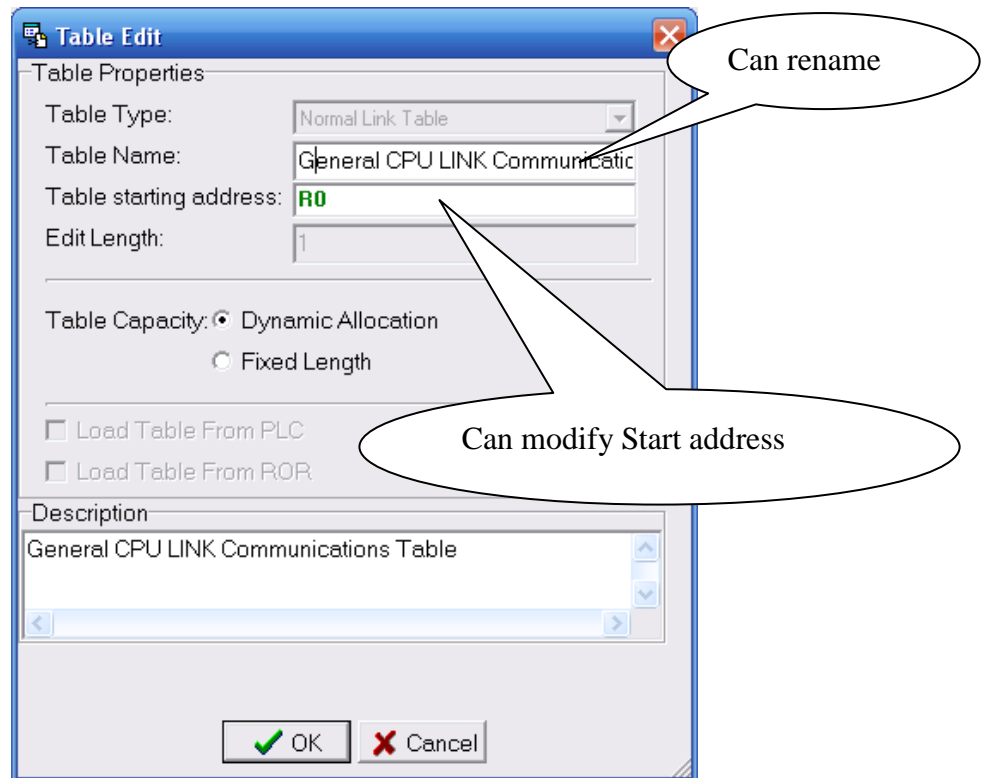 Table Edit
Can rename
Table Properties
Table Type:
Normal Link Table
Table Name:
General CPU LINK Communicatic
Table starting address:
R0
Edit Length:
1
Table Capacity:
Dynamic Allocation
Fixed Length
Can modify Start address
Load Table From PLC
Load Table From ROR
Description
General CPU LINK Communications Table
OK
Cancel